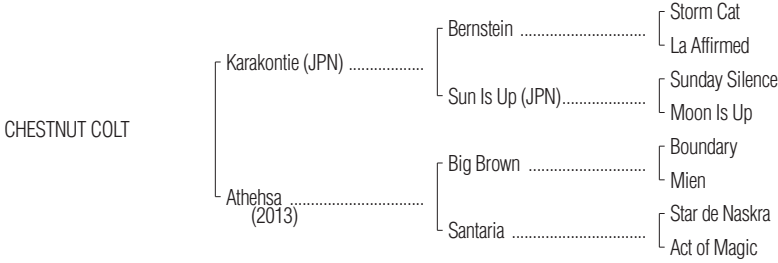 Storm Cat
Bernstein ..............................
La Affirmed
Karakontie (JPN) ..................
Sunday Silence
Sun Is Up (JPN)....................
Moon Is Up
CHESTNUT COLT
Boundary
Big Brown ............................
Mien
Athehsa ................................
(2013)
Star de Naskra
Santaria ................................
Act of Magic